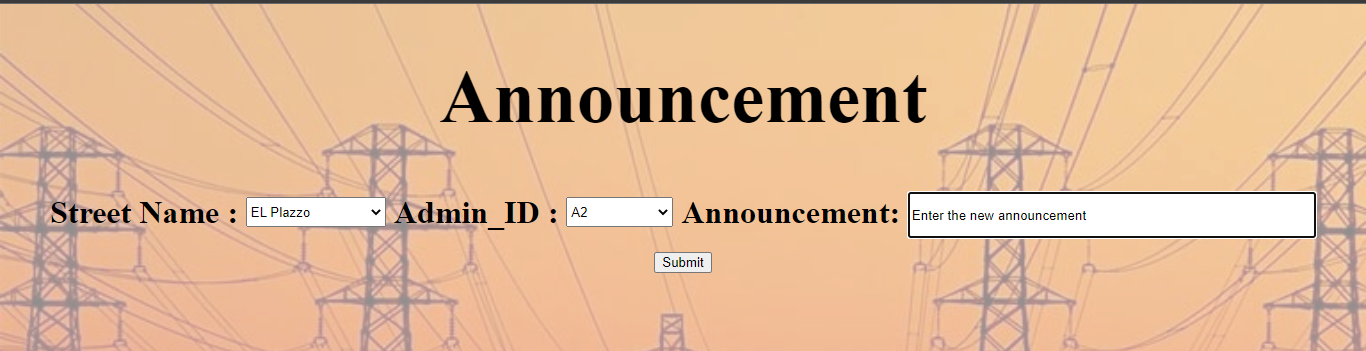 Announcement
Street Name : EL Plazzo Admin_ID : A2 Announcement: Enter the new announcement
Submit